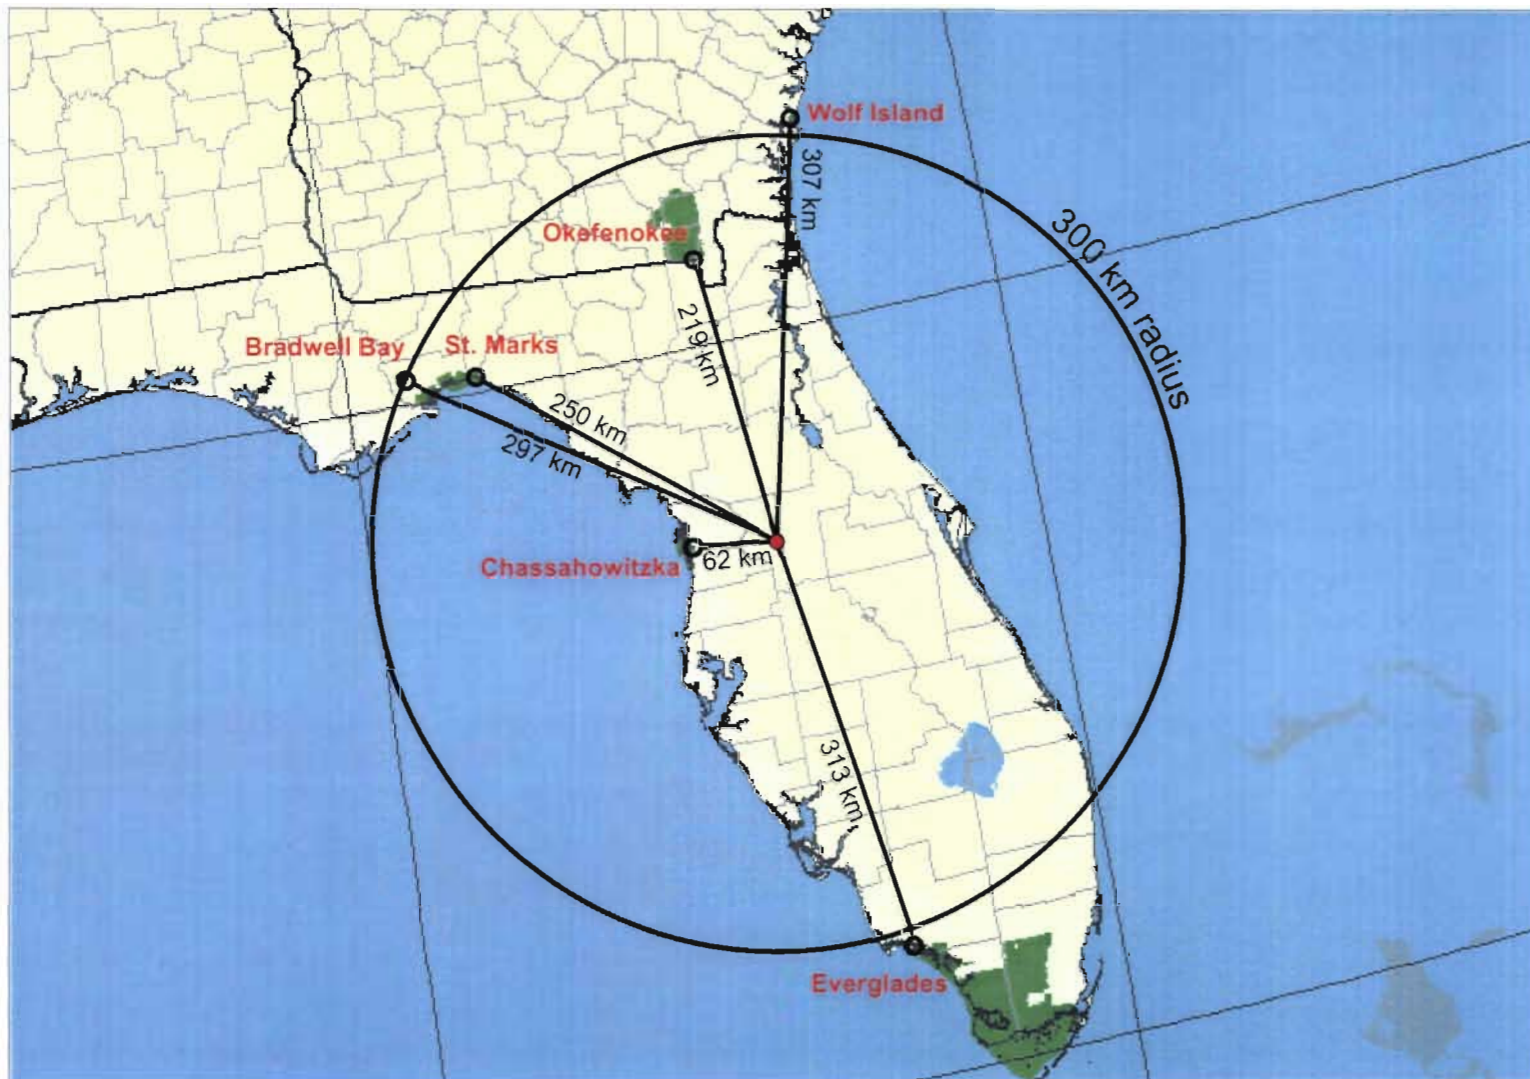 Wolf Island
307 km
300 km radius
Okefenokee
219 km
Bradwell Bay
St. Marks
250 km
297 km
Chassahowitzka
62 km
313 km
Everglades